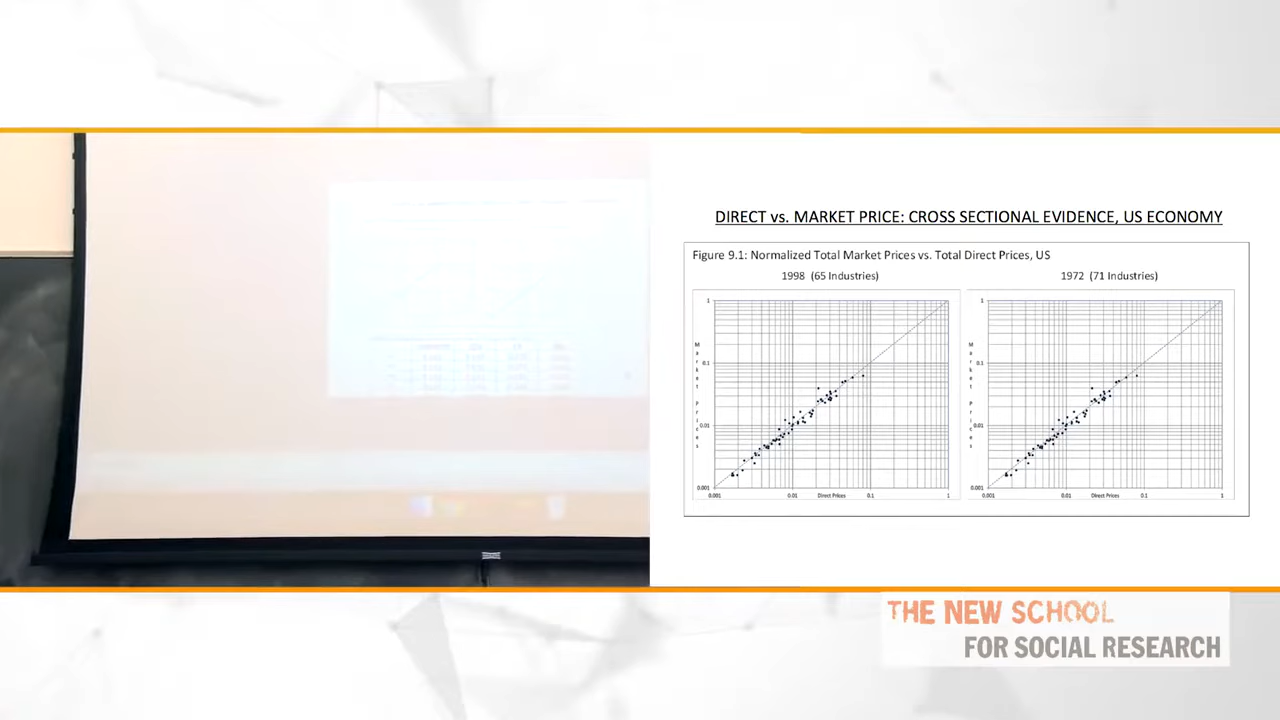 DIRECT vs. MARKET PRICE: CROSS SECTIONAL EVIDENCE, US ECONOMY
Figure 9.1: Normalized Total Market Prices vs. Total Direct Prices, US
1998 (65 Industries)
1972 (71 Industries)
1
0.1
0.01
0.001
Market Prices
0.001
0.01
Direct Prices
0.1
1
1
0.1
0.01
0.001
Market Prices
0.001
0.01
Direct Prices
0.1
1
THE NEW SCHOOL
FOR SOCIAL RESEARCH